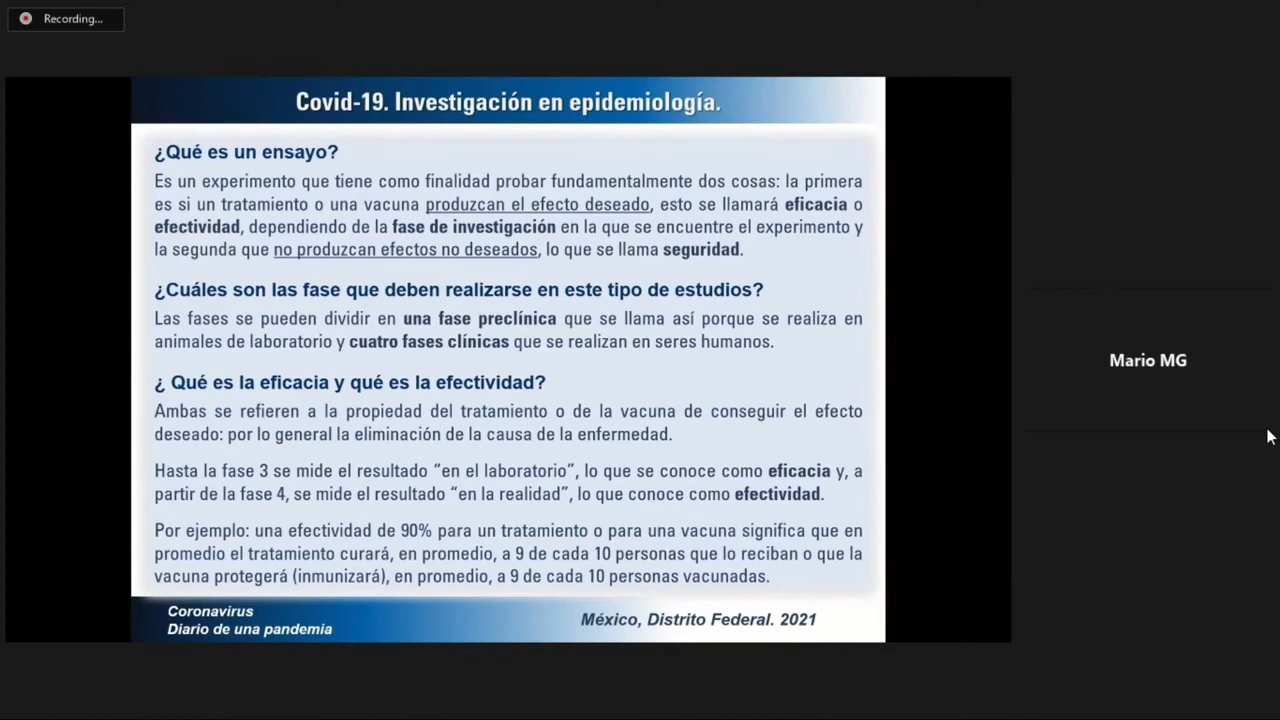 Recording...
Covid-19. Investigación en epidemiología.
¿Qué es un ensayo?
Es un experimento que tiene como finalidad probar fundamentalmente dos cosas: la primera
es si un tratamiento o una vacuna produzcan el efecto deseado, esto se llamará eficacia o
efectividad, dependiendo de la fase de investigación en la que se encuentre el experimento y
la segunda que no produzcan efectos no deseados, lo que se llama seguridad.
¿Cuáles son las fase que deben realizarse en este tipo de estudios?
Las fases se pueden dividir en una fase preclínica que se llama así porque se realiza en
animales de laboratorio y cuatro fases clínicas que se realizan en seres humanos.
¿ Qué es la eficacia y qué es la efectividad?
Ambas se refieren a la propiedad del tratamiento o de la vacuna de conseguir el efecto
deseado: por lo general la eliminación de la causa de la enfermedad.
Hasta la fase 3 se mide el resultado “en el laboratorio”, lo que se conoce como eficacia y, a
partir de la fase 4, se mide el resultado “en la realidad”, lo que conoce como efectividad.
Por ejemplo: una efectividad de 90% para un tratamiento o para una vacuna significa que en
promedio el tratamiento curará, en promedio, a 9 de cada 10 personas que lo reciban o que la
vacuna protegerá (inmunizará), en promedio, a 9 de cada 10 personas vacunadas.
Coronavirus
Diario de una pandemia
México, Distrito Federal. 2021
Mario MG